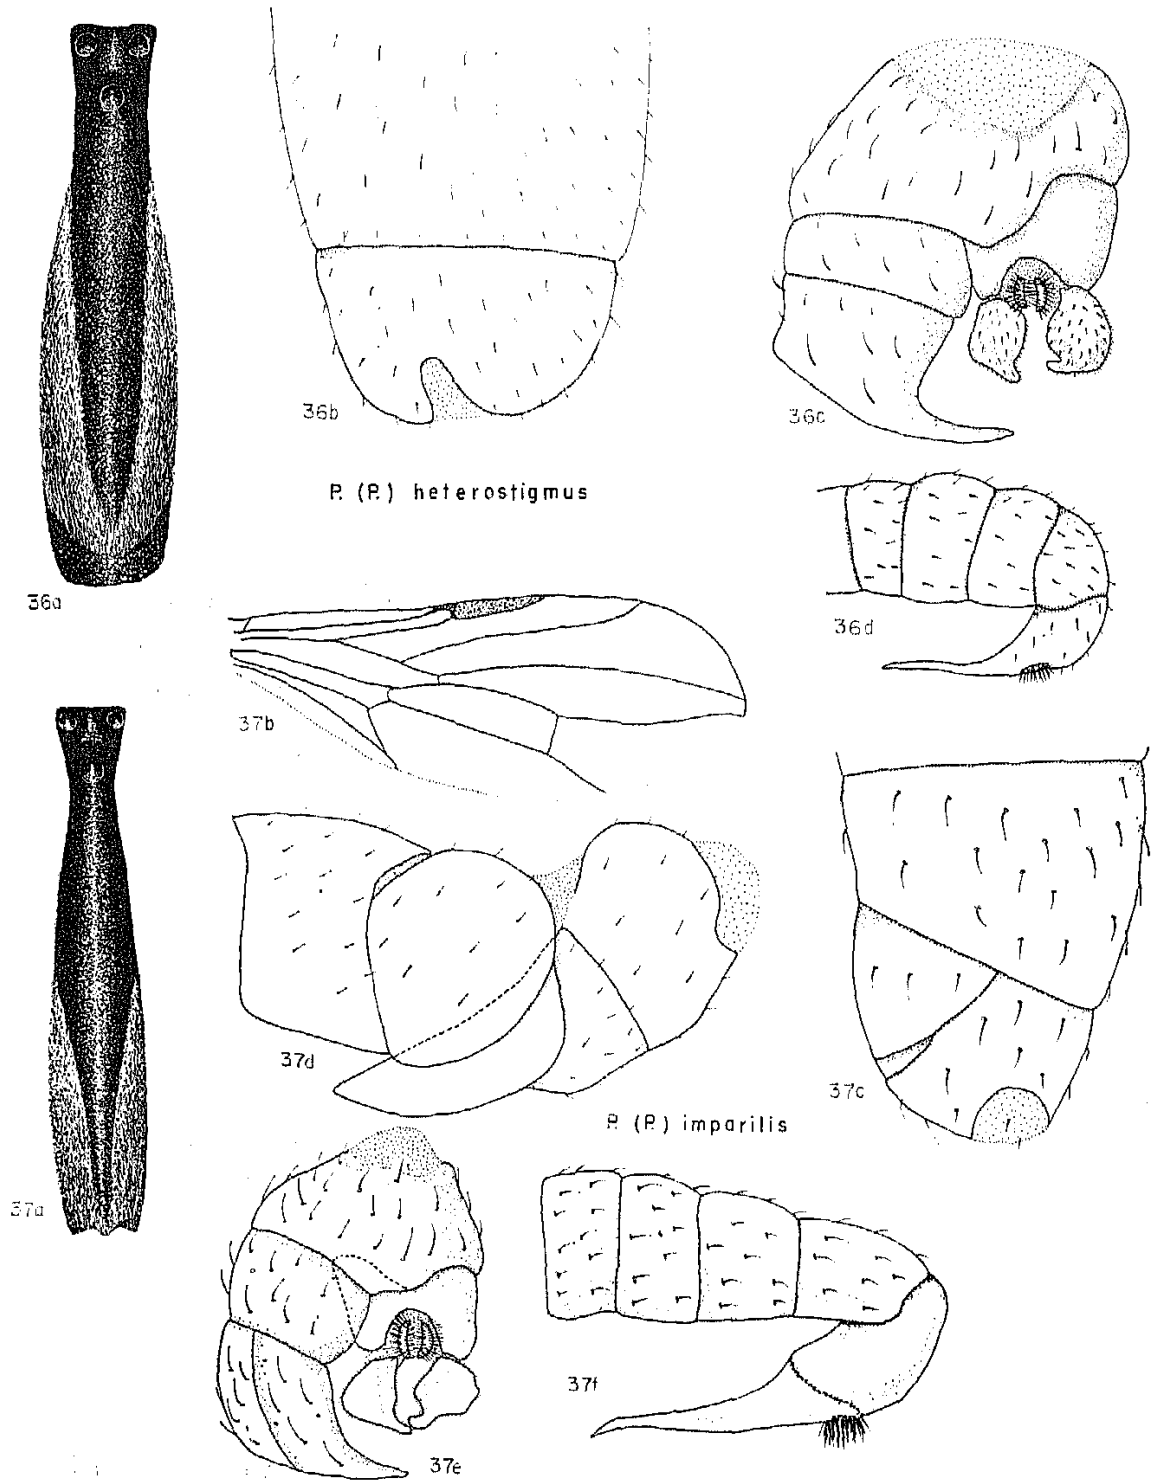 36a
36b
36c
P. (P.) heterostigmus
36d
37b
37a
37d
37c
P. (P.) imparilis
37e
37f